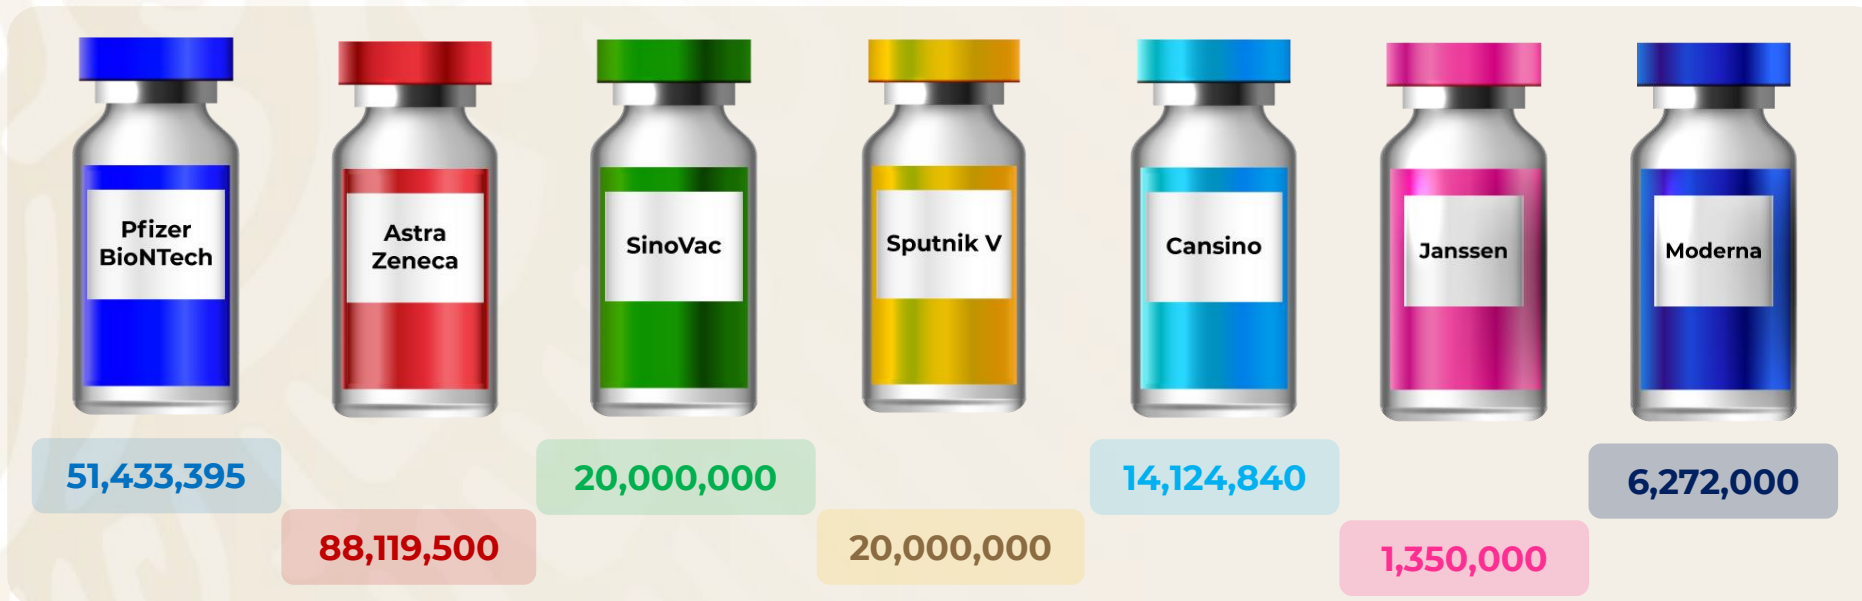 Pfizer
BioNTech
Astra
Zeneca
SinoVac
Sputnik V
Cansino
Janssen
Moderna
51,433,395
88,119,500
20,000,000
20,000,000
14,124,840
1,350,000
6,272,000